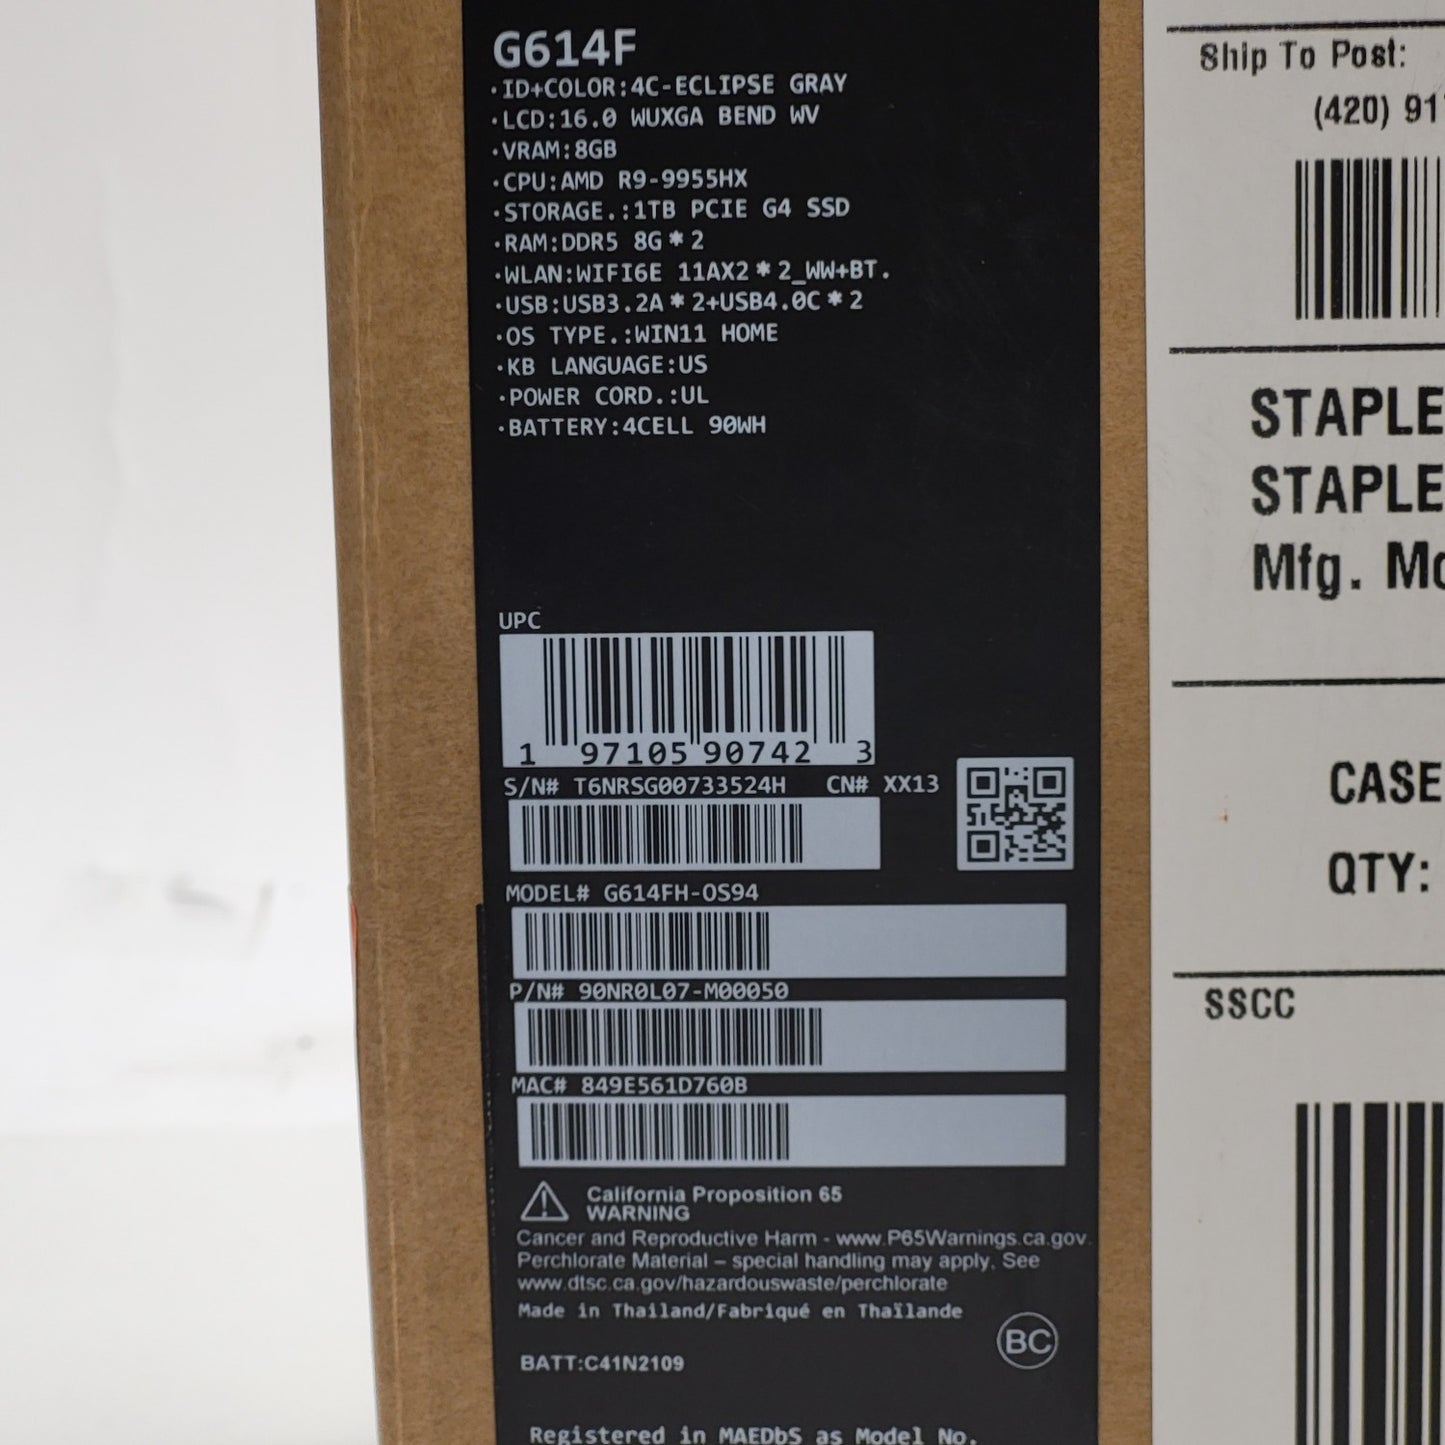 G614F
·ID+COLOR:4C-ECLIPSE GRAY
·LCD:16.0 WUXGA BEND WV
·VRAM:8GB
·CPU:AMD R9-9955HX
·STORAGE.:1TB PCIE G4 SSD
·RAM:DDR5 8G*2
·WLAN:WIFI6E 11AX2*2_WW+BT.
·USB:USB3.2A*2+USB4.0C*2
·OS TYPE.:WIN11 HOME
·KB LANGUAGE:US
·POWER CORD.:UL
·BATTERY:4CELL 90WH
UPC
1 97105 90742 3
S/N# T6NRSG00733524H CN# XX13
MODEL# G614FH-OS94
P/N# 90NR0L07-M00050
MAC# 849E561D760B
California Proposition 65
WARNING
Cancer and Reproductive Harm - www.P65Warnings.ca.gov.
Perchlorate Material – special handling may apply. See
www.dtsc.ca.gov/hazardouswaste/perchlorate
Made in Thailand/Fabriqué en Thaïlande
BC
BATT:C41N2109
Registered in MAEDbS as Model No.
Ship To Post:
(420) 91
STAPLE
STAPLE
Mfg.
CASE
QTY:
SSCC